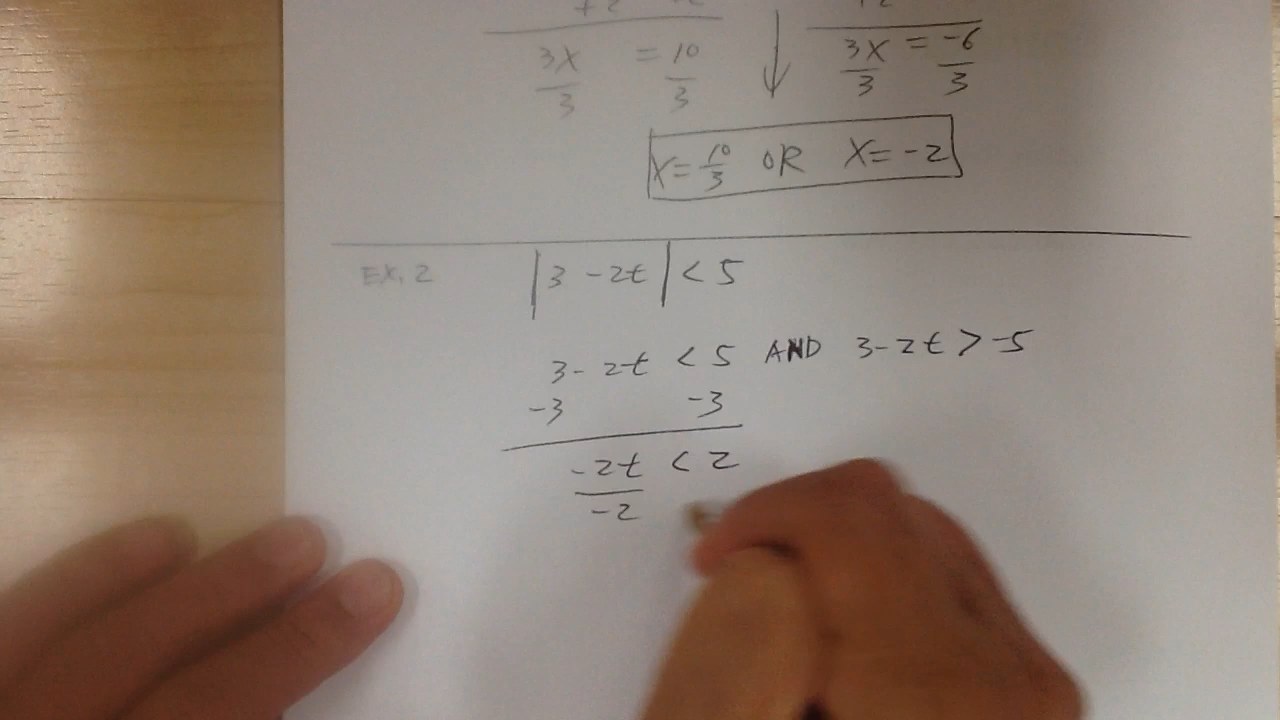 3x = 10
3 3
3x = -6
3 3
x = 10/3 OR x = -2
EX. 2 |3 - 2t| < 5
3 - 2t < 5 AND 3 - 2t > -5
-3 -3
-2t < 2
-2